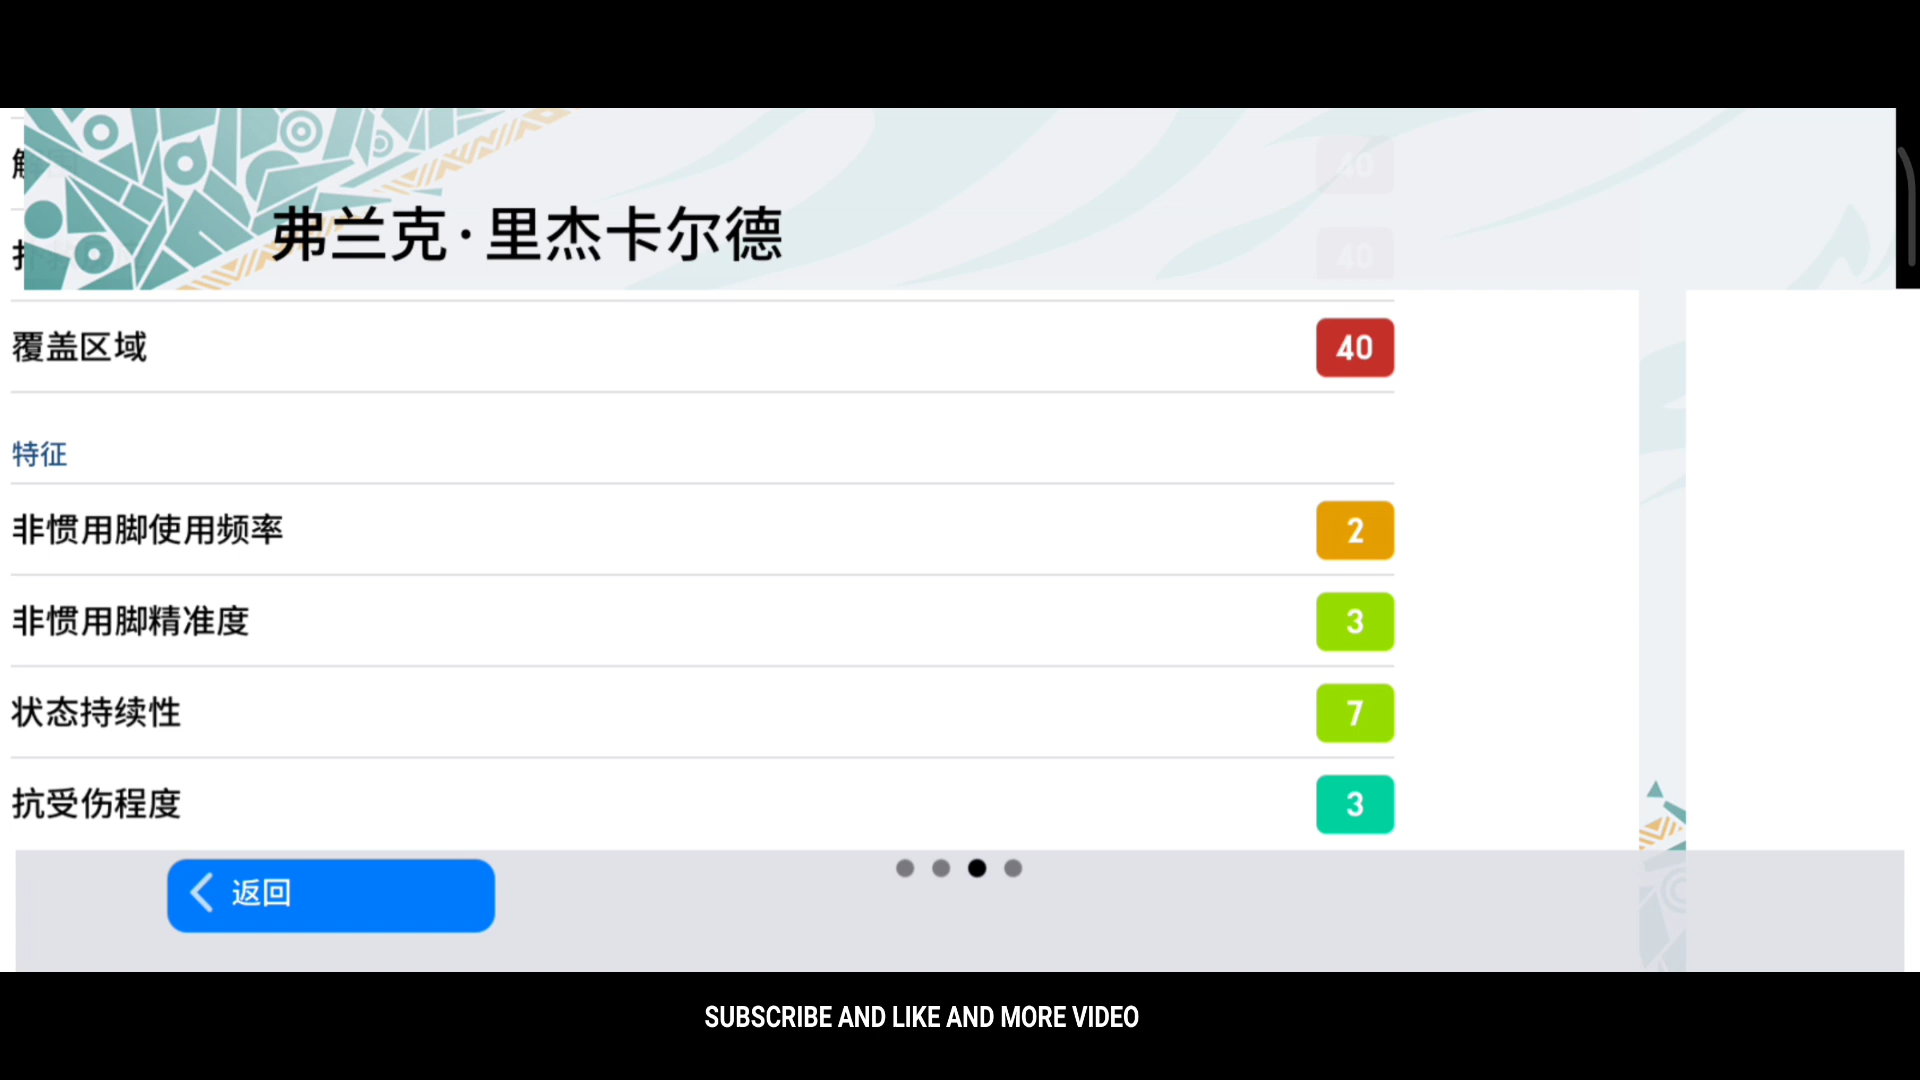 40
弗兰克·里杰卡尔德
40
覆盖区域 40
特征
非惯用脚使用频率 2
非惯用脚精准度 3
状态持续性 7
抗受伤程度 3
返回
SUBSCRIBE AND LIKE AND MORE VIDEO